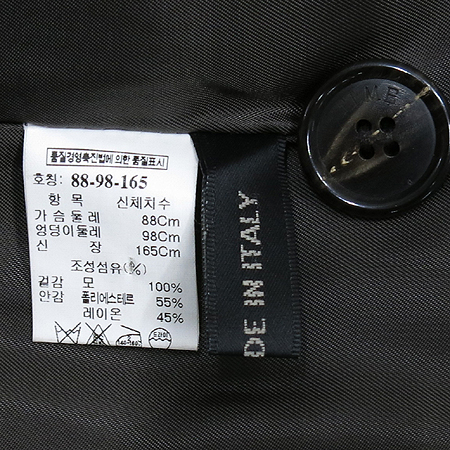 품질경영촉진법에 의한 품질표시
호칭: 88-98-165
항 목 신체치수
가슴둘레 88Cm
엉덩이둘레 98Cm
신 장 165Cm
조성섬유(%)
겉감 모 100%
안감 폴리에스테르 55%
레이온 45%
드라이
DE IN ITALY
M.B